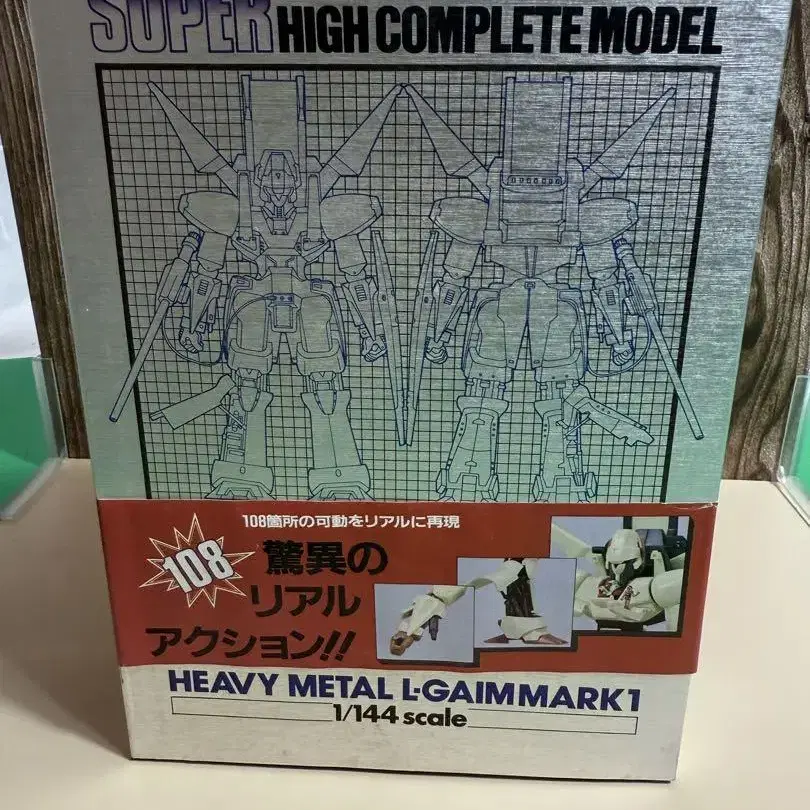 SUPER HIGH COMPLETE MODEL
108箇所の可動をリアルに再現
108
驚異の
リアル
アクション!!
HEAVY METAL L-GAIM MARK1
1/144 scale